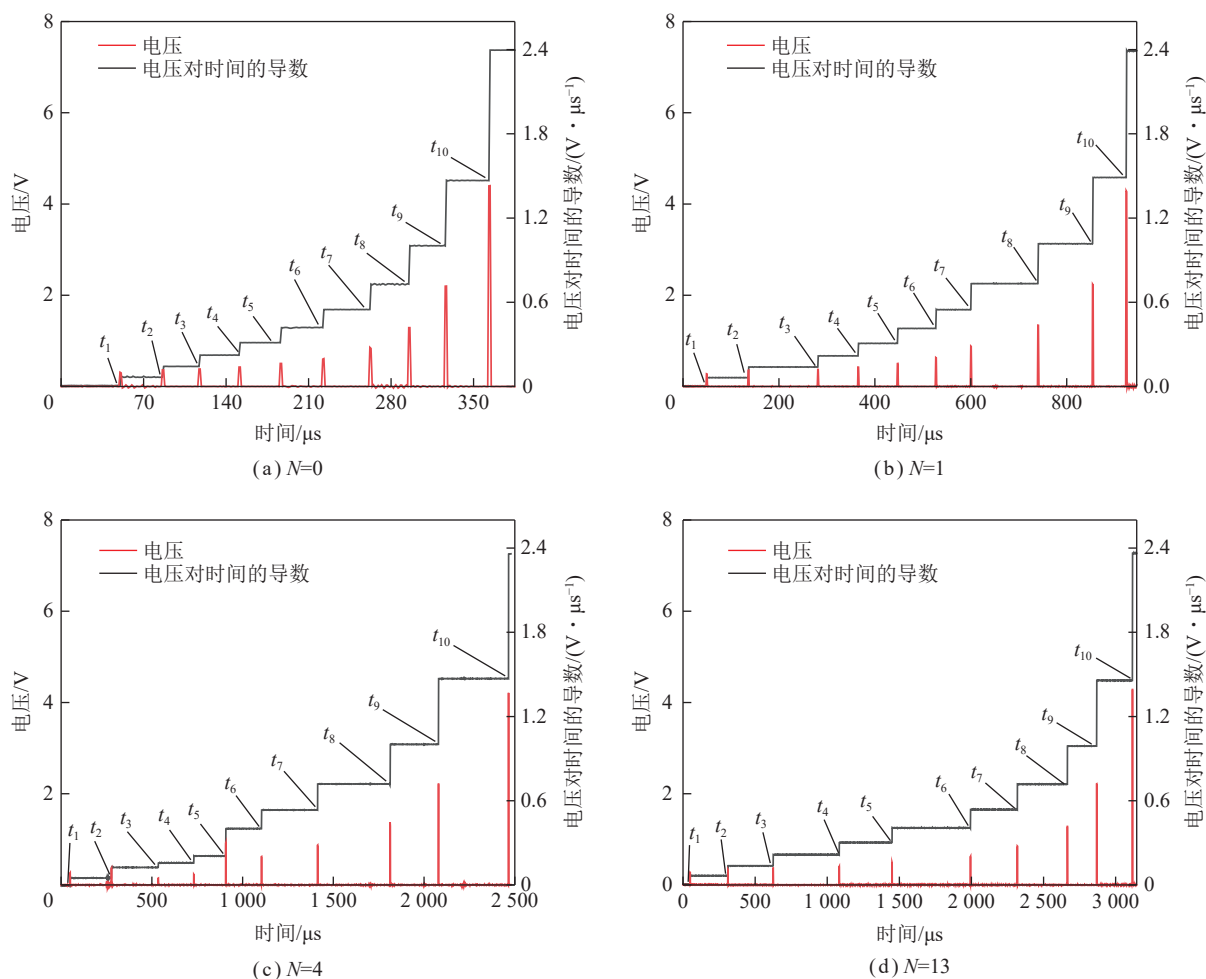 8
6
4
2
0
电压/V
电压
电压对时间的导数
t₁
t₂
t₃
t₄
t₅
t₆
t₇
t₈
t₉
t₁₀
2.4
1.8
1.2
0.6
0.0
电压对时间的导数/(V·μs⁻¹)
0 70 140 210 280 350
时间/μs
(a) N=0
8
6
4
2
0
电压/V
电压
电压对时间的导数
t₁
t₂
t₃
t₄
t₅
t₆
t₇
t₈
t₉
t₁₀
2.4
1.8
1.2
0.6
0.0
电压对时间的导数/(V·μs⁻¹)
0 200 400 600 800
时间/μs
(b) N=1
8
6
4
2
0
电压/V
电压
电压对时间的导数
t₁
t₂
t₃
t₄
t₅
t₆
t₇
t₈
t₉
t₁₀
2.4
1.8
1.2
0.6
0
电压对时间的导数/(V·μs⁻¹)
0 500 1 000 1 500 2 000 2 500
时间/μs
(c) N=4
8
6
4
2
0
电压/V
电压
电压对时间的导数
t₁
t₂
t₃
t₄
t₅
t₆
t₇
t₈
t₉
t₁₀
2.4
1.8
1.2
0.6
0
电压对时间的导数/(V·μs⁻¹)
0 500 1 000 1 500 2 000 2 500 3 000
时间/μs
(d) N=13